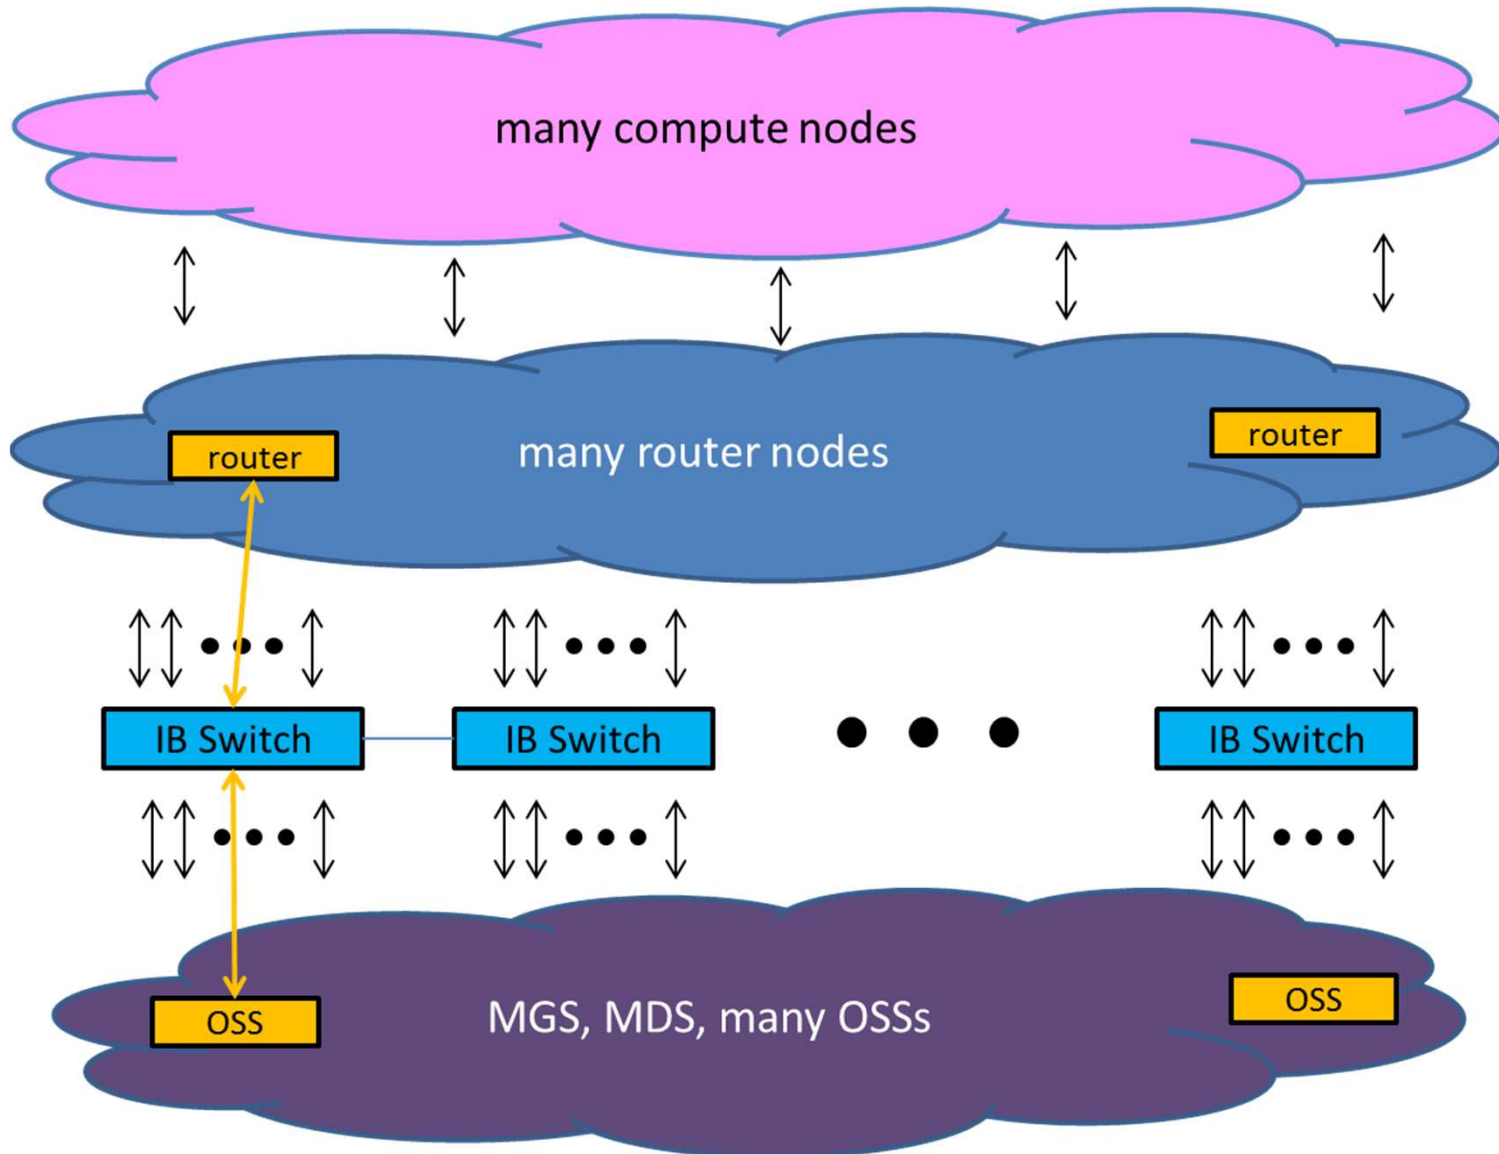 many compute nodes
router
many router nodes
router
IB Switch
IB Switch
IB Switch
OSS
MGS, MDS, many OSSs
OSS